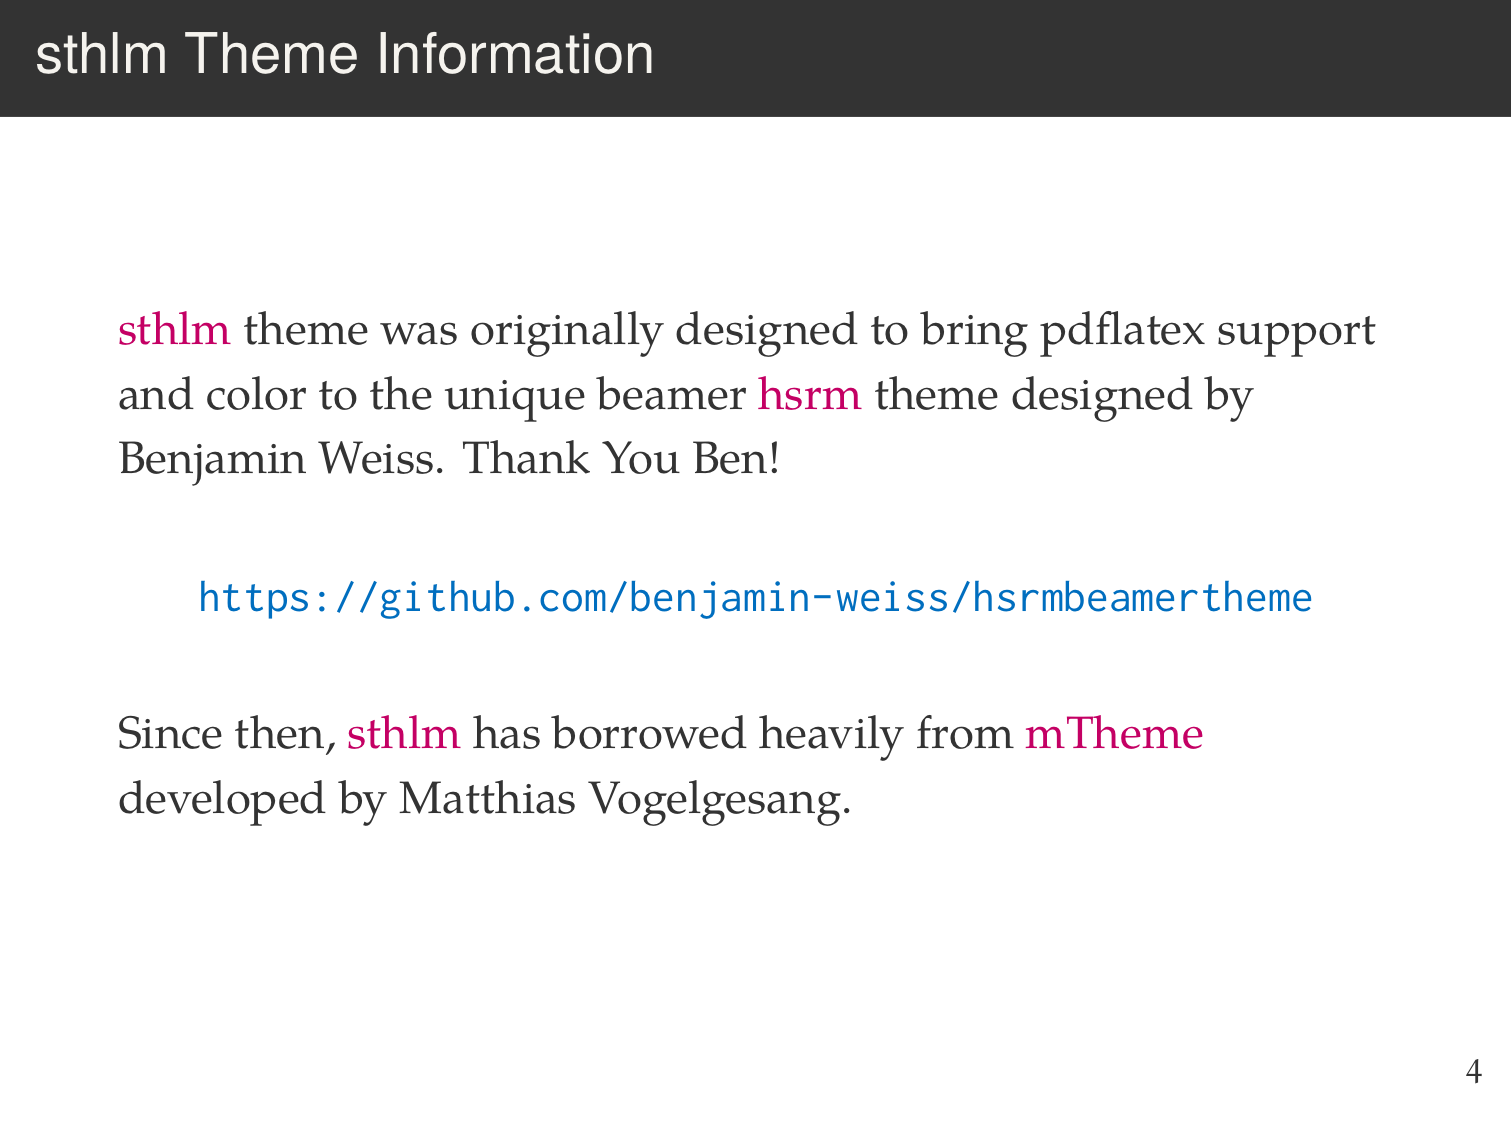 sthlm Theme Information
sthlm theme was originally designed to bring pdflatex support
and color to the unique beamer hsrm theme designed by
Benjamin Weiss. Thank You Ben!
https://github.com/benjamin-weiss/hsrmbeamertheme
Since then, sthlm has borrowed heavily from mTheme
developed by Matthias Vogelgesang.
4